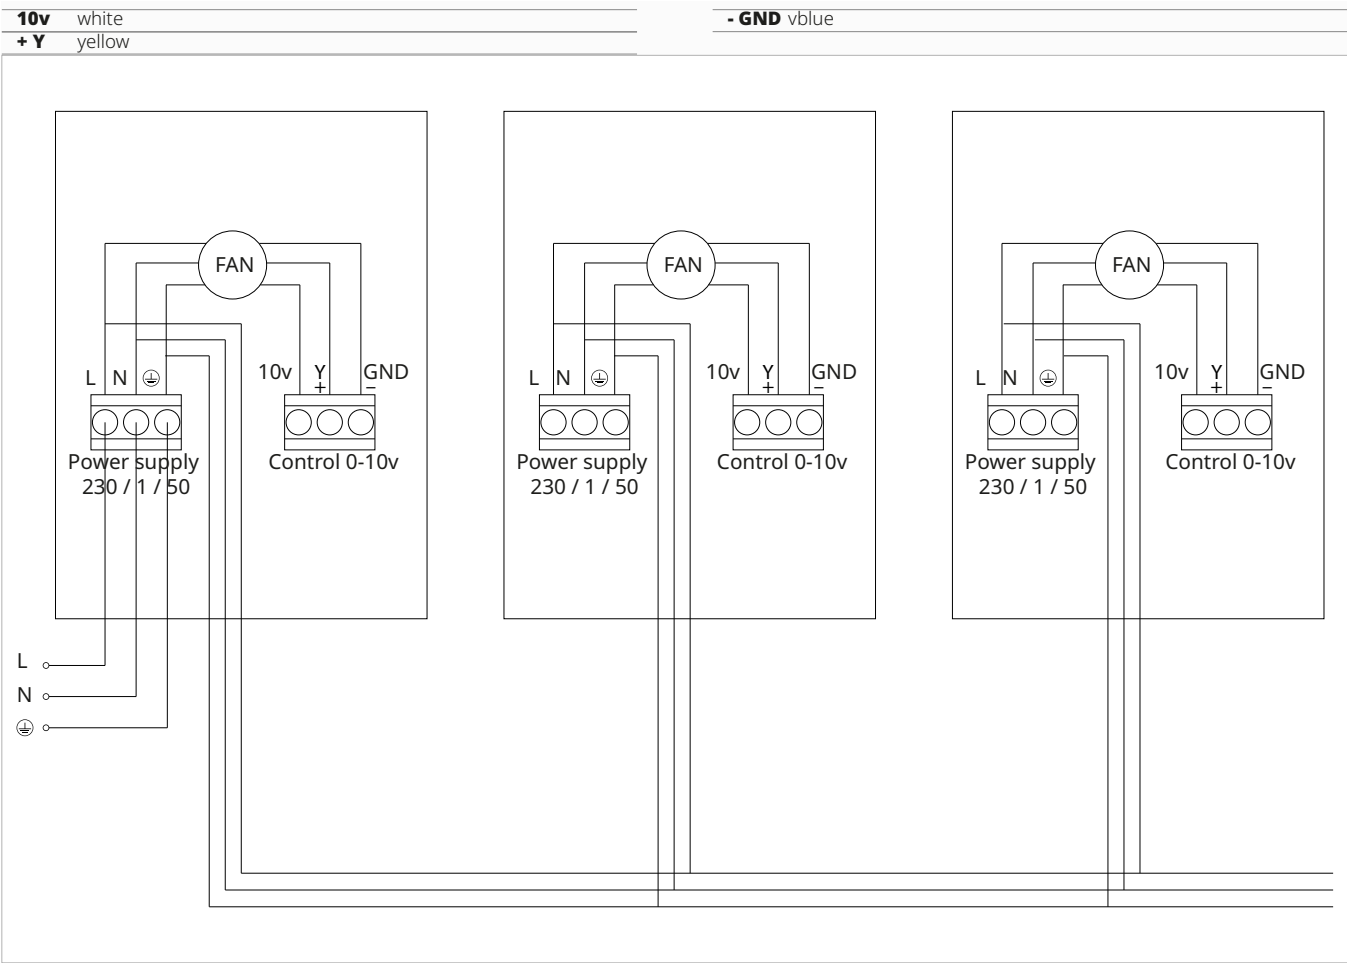 10v white
- GND vblue
+ Y yellow
FAN
FAN
FAN
L N
10v Y GND
+ –
L N
10v Y GND
+ –
L N
10v Y GND
+ –
Power supply
230 / 1 / 50
Control 0-10v
Power supply
230 / 1 / 50
Control 0-10v
Power supply
230 / 1 / 50
Control 0-10v
L
N